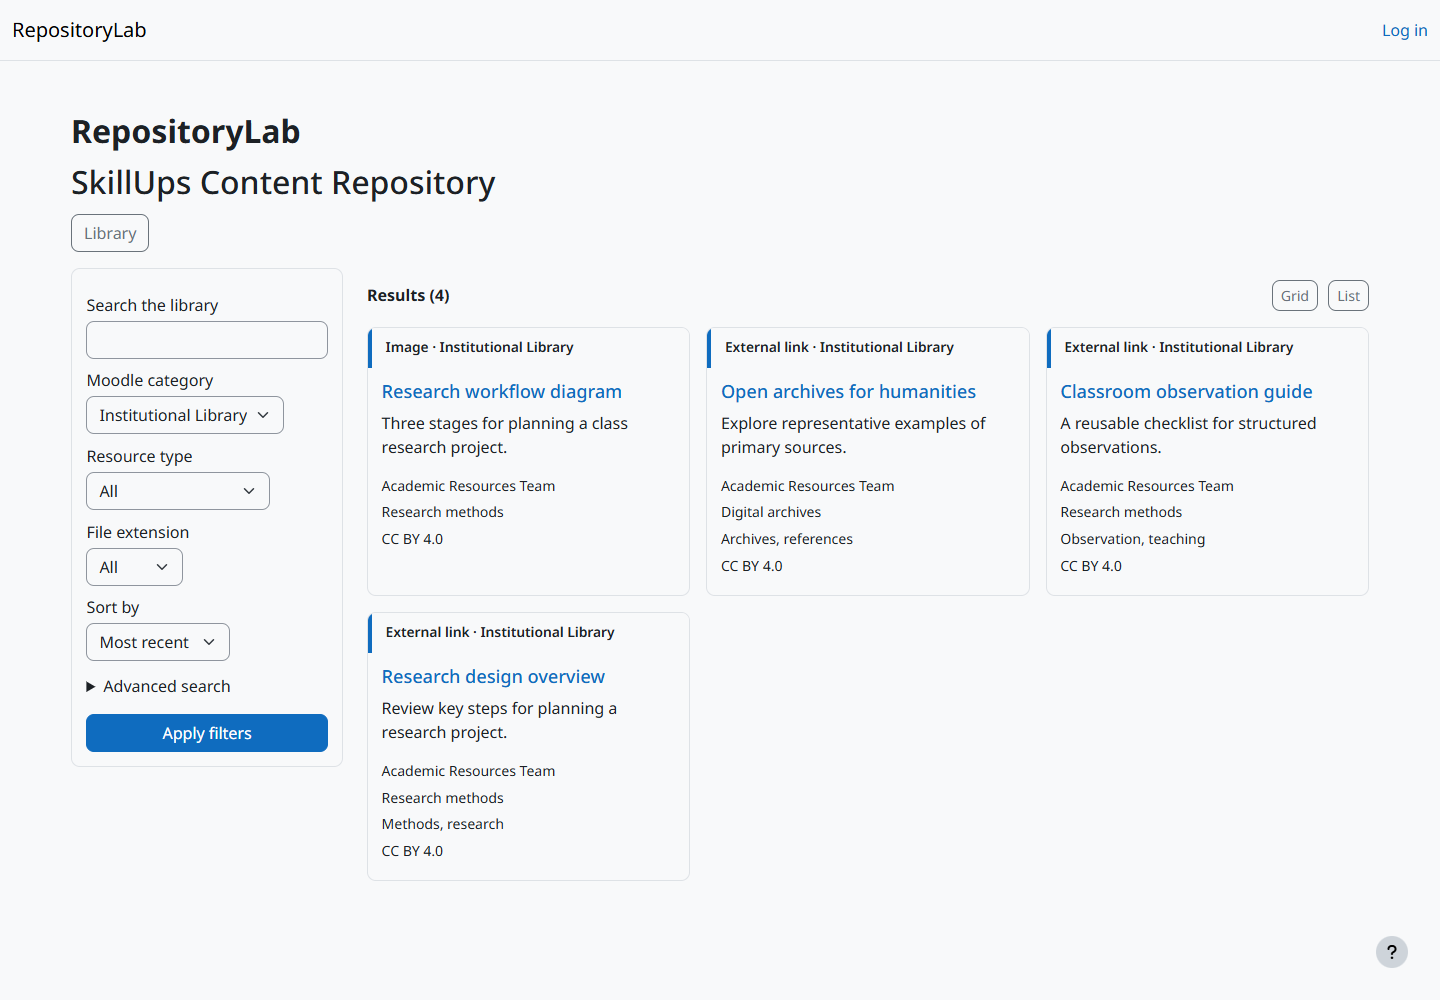 RepositoryLab
Log in
RepositoryLab
SkillUps Content Repository
Library
Search the library
Moodle category
Institutional Library
Resource type
All
File extension
All
Sort by
Most recent
Advanced search
Apply filters
Results (4)
Grid
List
Image · Institutional Library
Research workflow diagram
Three stages for planning a class
research project.
Academic Resources Team
Research methods
CC BY 4.0
External link · Institutional Library
Open archives for humanities
Explore representative examples of
primary sources.
Academic Resources Team
Digital archives
Archives, references
CC BY 4.0
External link · Institutional Library
Classroom observation guide
A reusable checklist for structured
observations.
Academic Resources Team
Research methods
Observation, teaching
CC BY 4.0
External link · Institutional Library
Research design overview
Review key steps for planning a
research project.
Academic Resources Team
Research methods
Methods, research
CC BY 4.0
?